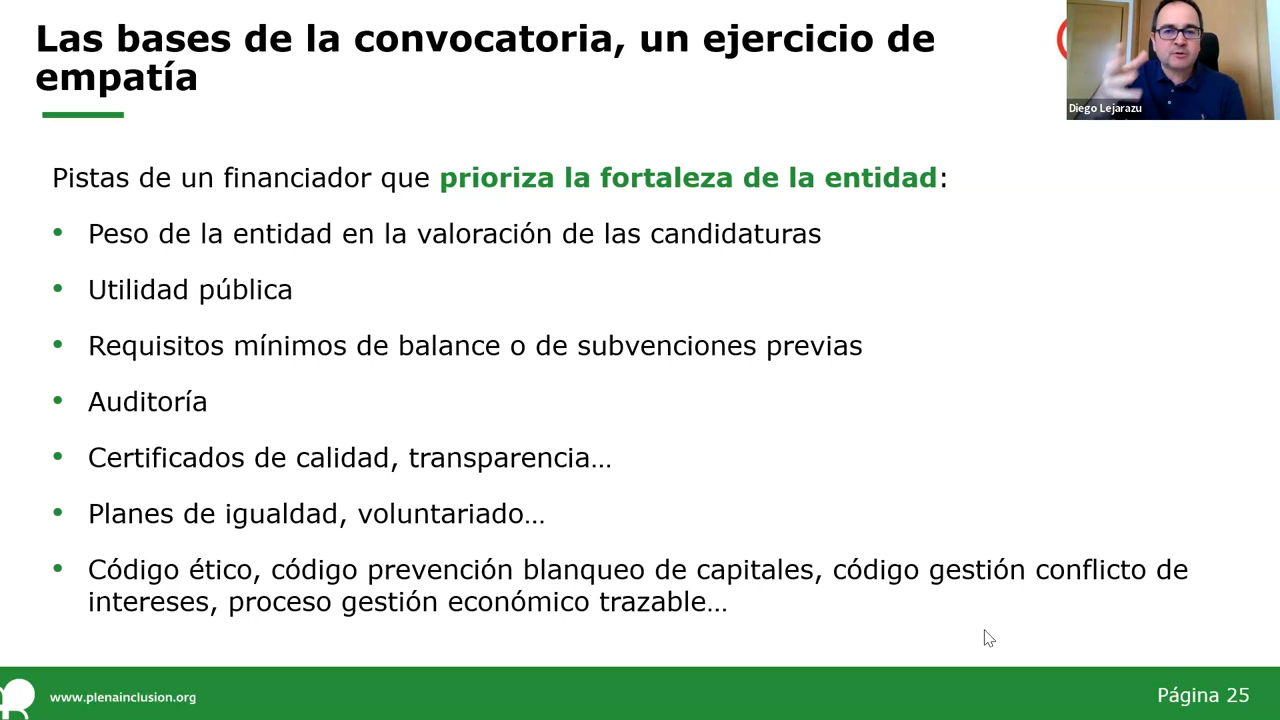 Las bases de la convocatoria, un ejercicio de
empatía
Diego Lejarazu
Pistas de un financiador que prioriza la fortaleza de la entidad:
• Peso de la entidad en la valoración de las candidaturas
• Utilidad pública
• Requisitos mínimos de balance o de subvenciones previas
• Auditoría
• Certificados de calidad, transparencia…
• Planes de igualdad, voluntariado…
• Código ético, código prevención blanqueo de capitales, código gestión conflicto de
intereses, proceso gestión económico trazable…
www.plenainclusion.org
Página 25